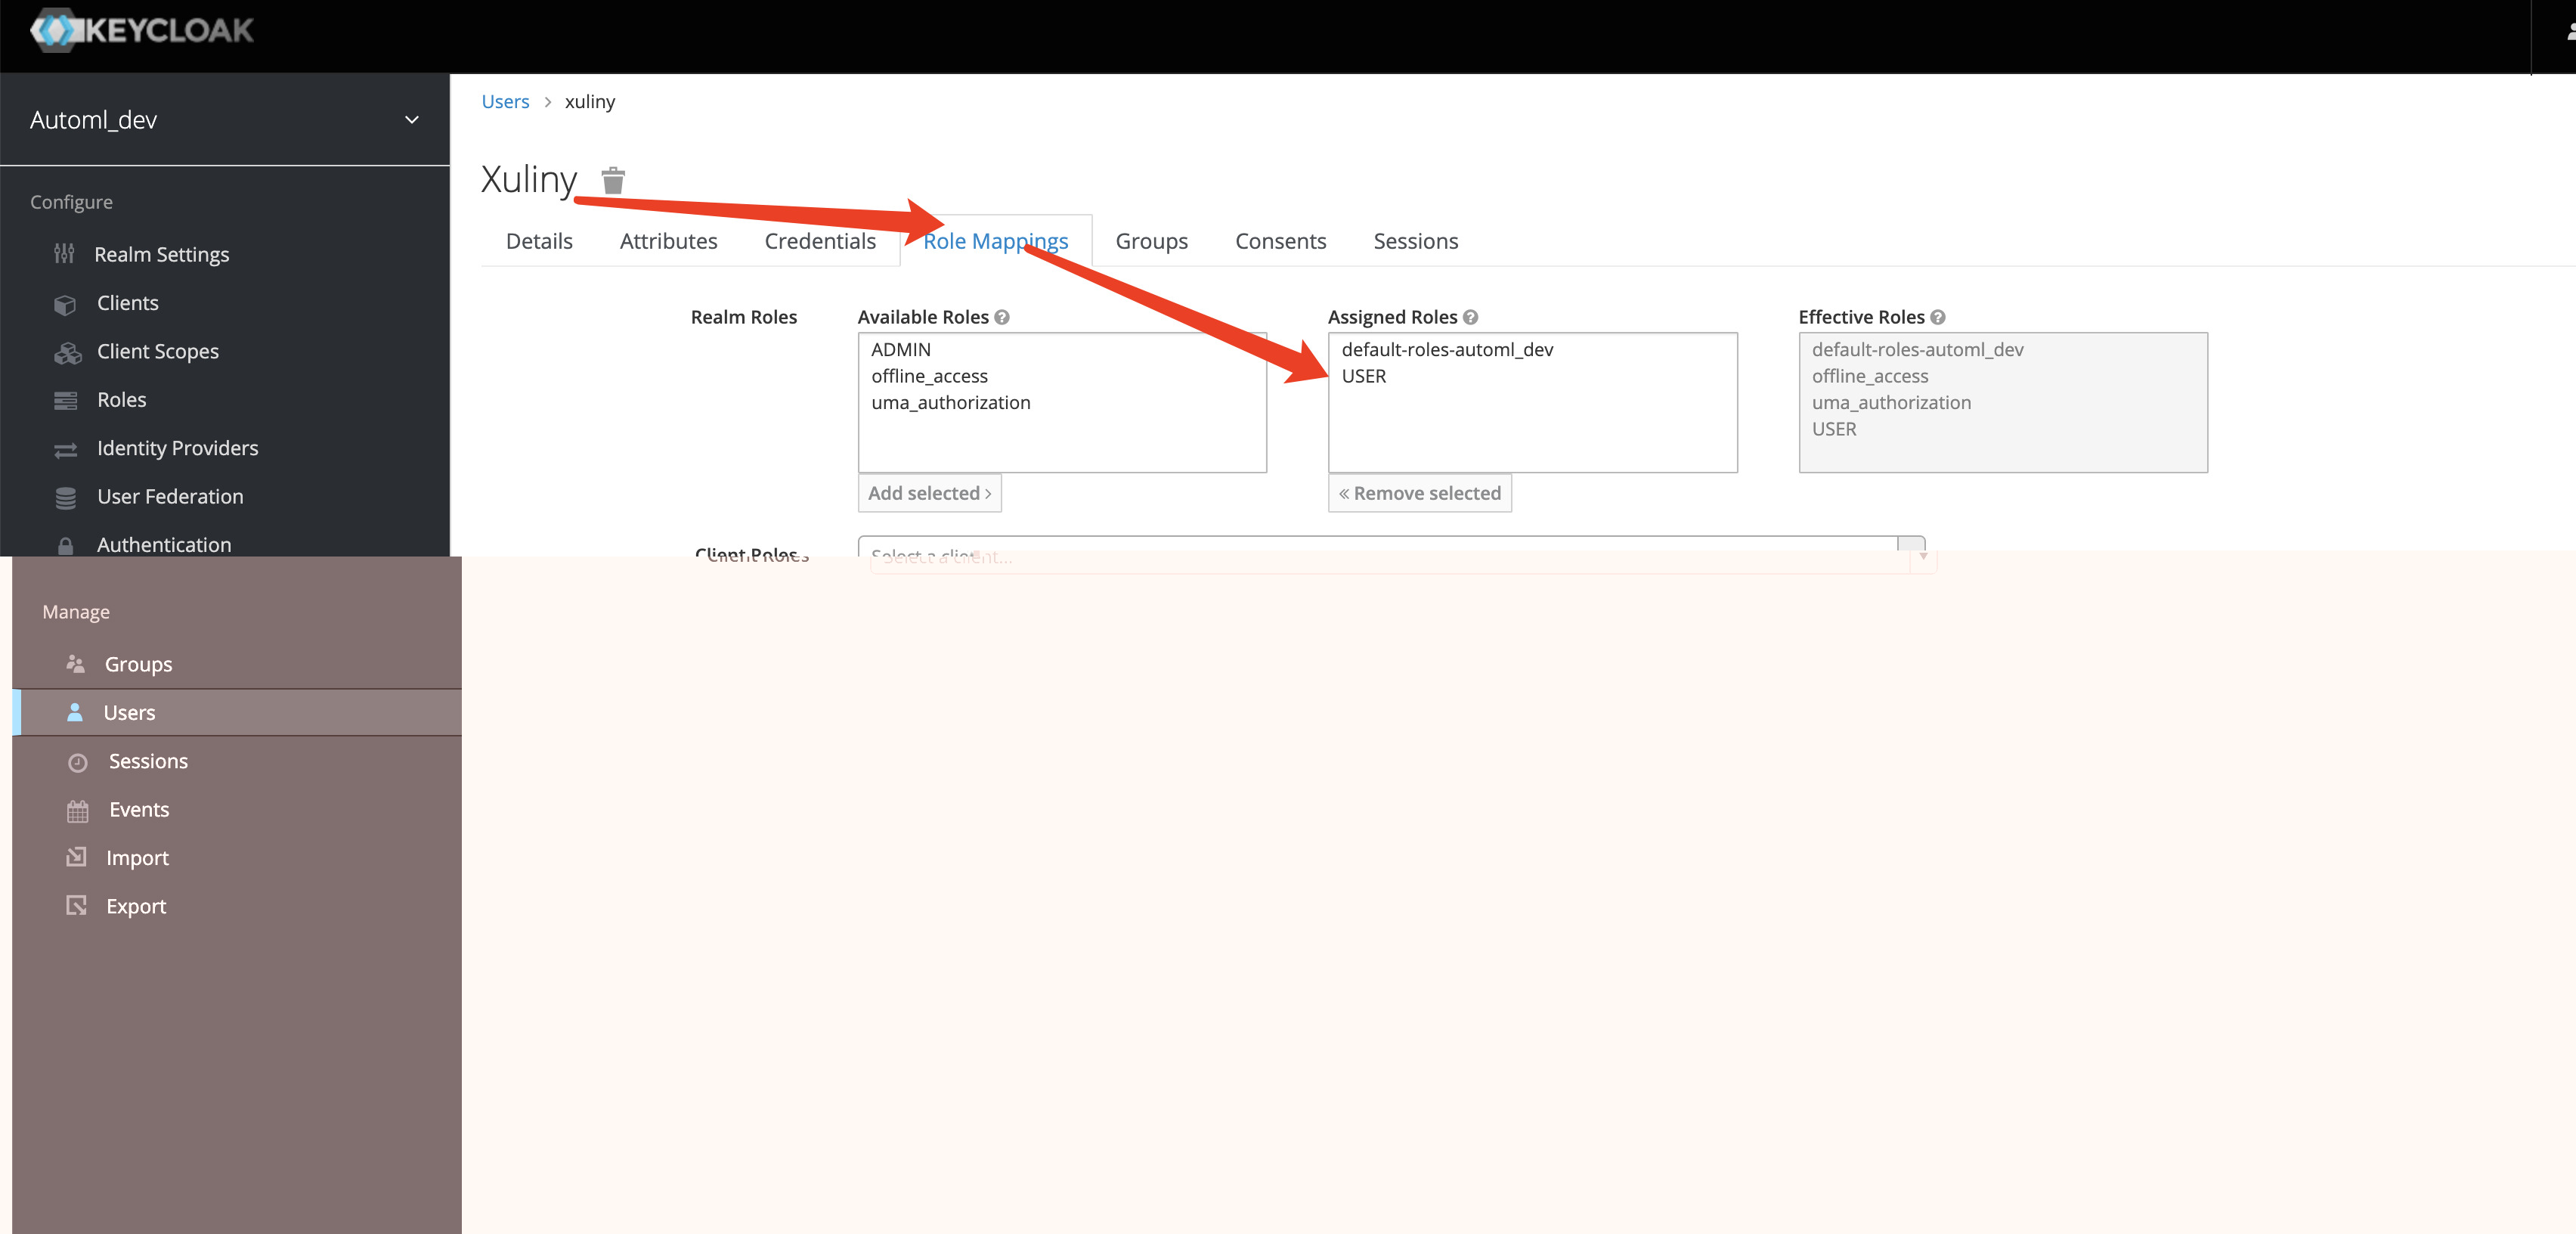 KEYCLOAK
Automl_dev
Configure
Realm Settings
Clients
Client Scopes
Roles
Identity Providers
User Federation
Authentication
Manage
Groups
Users
Sessions
Events
Import
Export
Users > xuliny
Xuliny
Details Attributes Credentials Role Mappings Groups Consents Sessions
Realm Roles
Available Roles
ADMIN
offline_access
uma_authorization
Add selected >
Assigned Roles
default-roles-automl_dev
USER
« Remove selected
Effective Roles
default-roles-automl_dev
offline_access
uma_authorization
USER
Client Roles
Select a client...